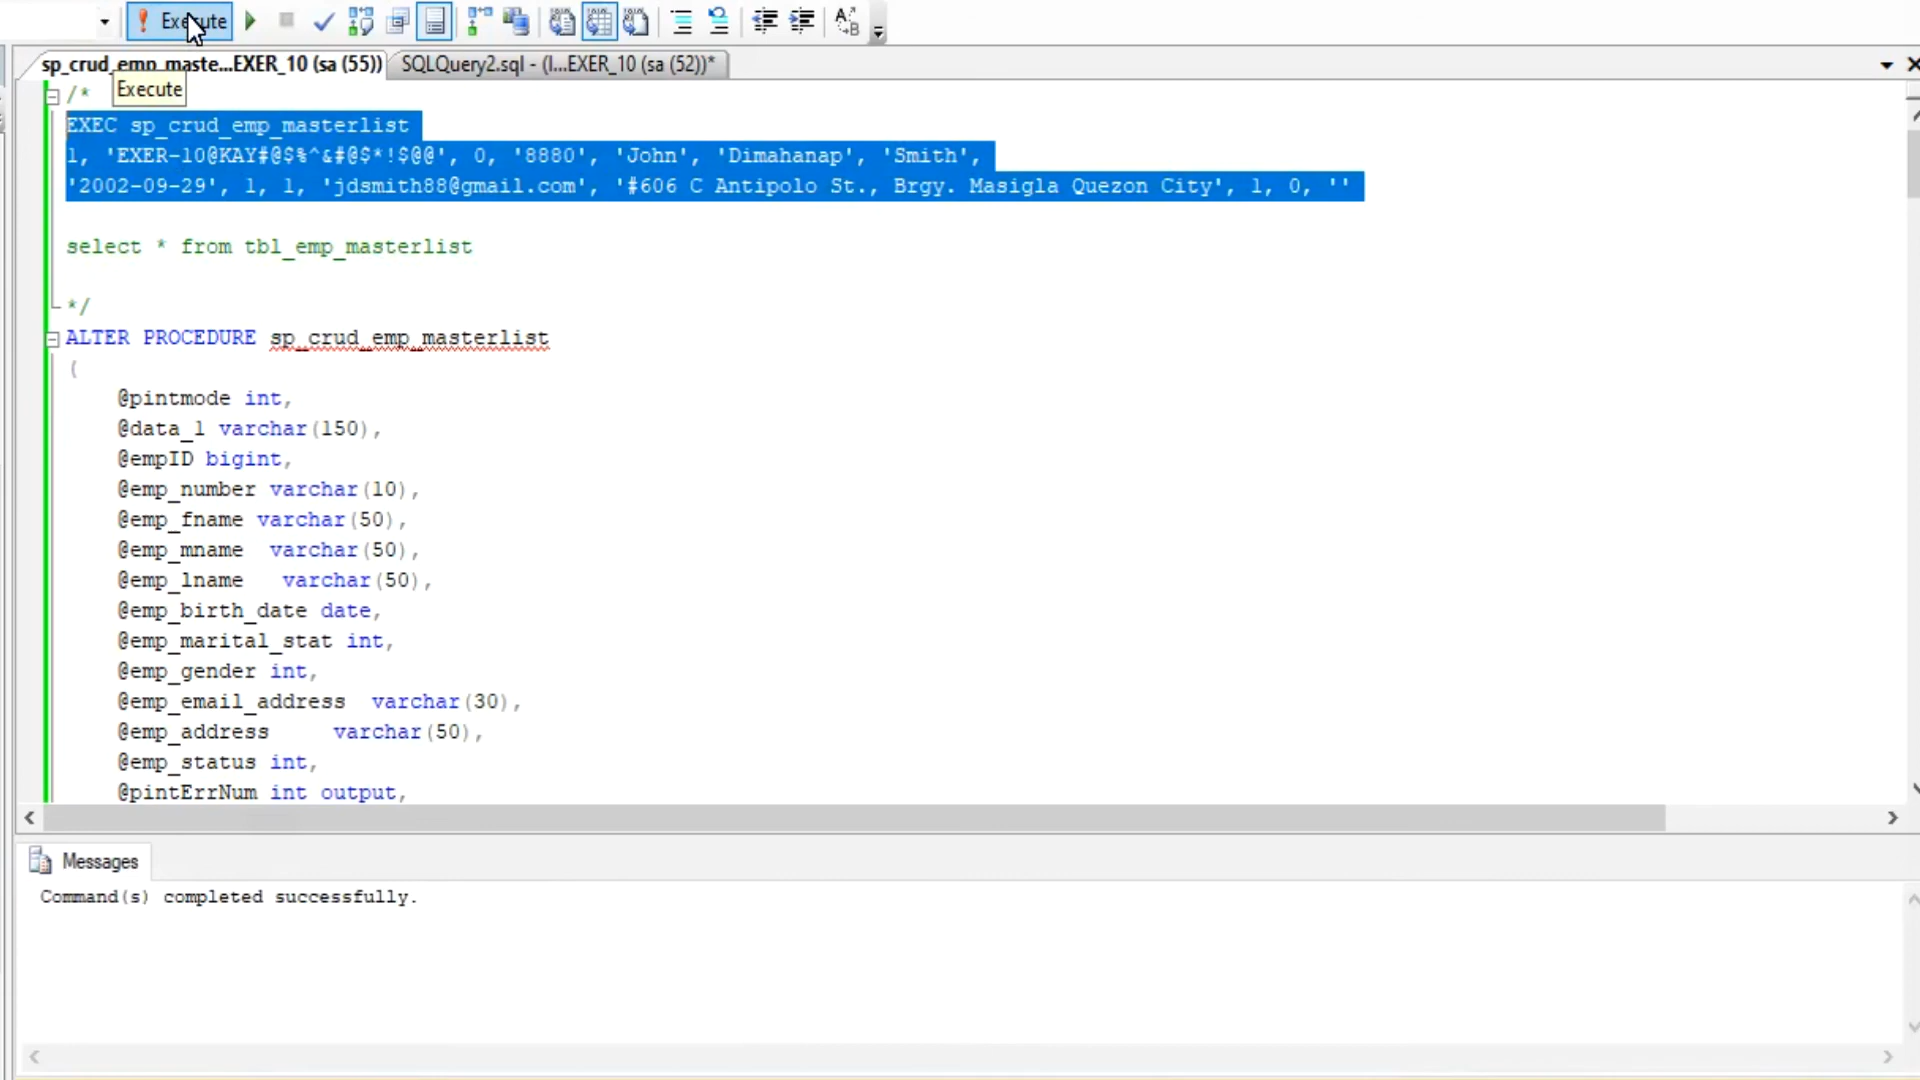 Execute
sp_crud_emp_maste...EXER_10 (sa (55))
SQLQuery2.sql - (l...EXER_10 (sa (52))*
Execute
/*
EXEC sp_crud_emp_masterlist
1, 'EXER-10@KAY#@$%^&#@$*!$@@', 0, '8880', 'John', 'Dimahanap', 'Smith',
'2002-09-29', 1, 1, 'jdsmith88@gmail.com', '#606 C Antipolo St., Brgy. Masigla Quezon City', 1, 0, ''
select * from tbl_emp_masterlist
*/
ALTER PROCEDURE sp_crud_emp_masterlist
(
@pintmode int,
@data_1 varchar(150),
@empID bigint,
@emp_number varchar(10),
@emp_fname varchar(50),
@emp_mname  varchar(50),
@emp_lname   varchar(50),
@emp_birth_date date,
@emp_marital_stat int,
@emp_gender int,
@emp_email_address  varchar(30),
@emp_address     varchar(50),
@emp_status int,
@pintErrNum int output,
Messages
Command(s) completed successfully.